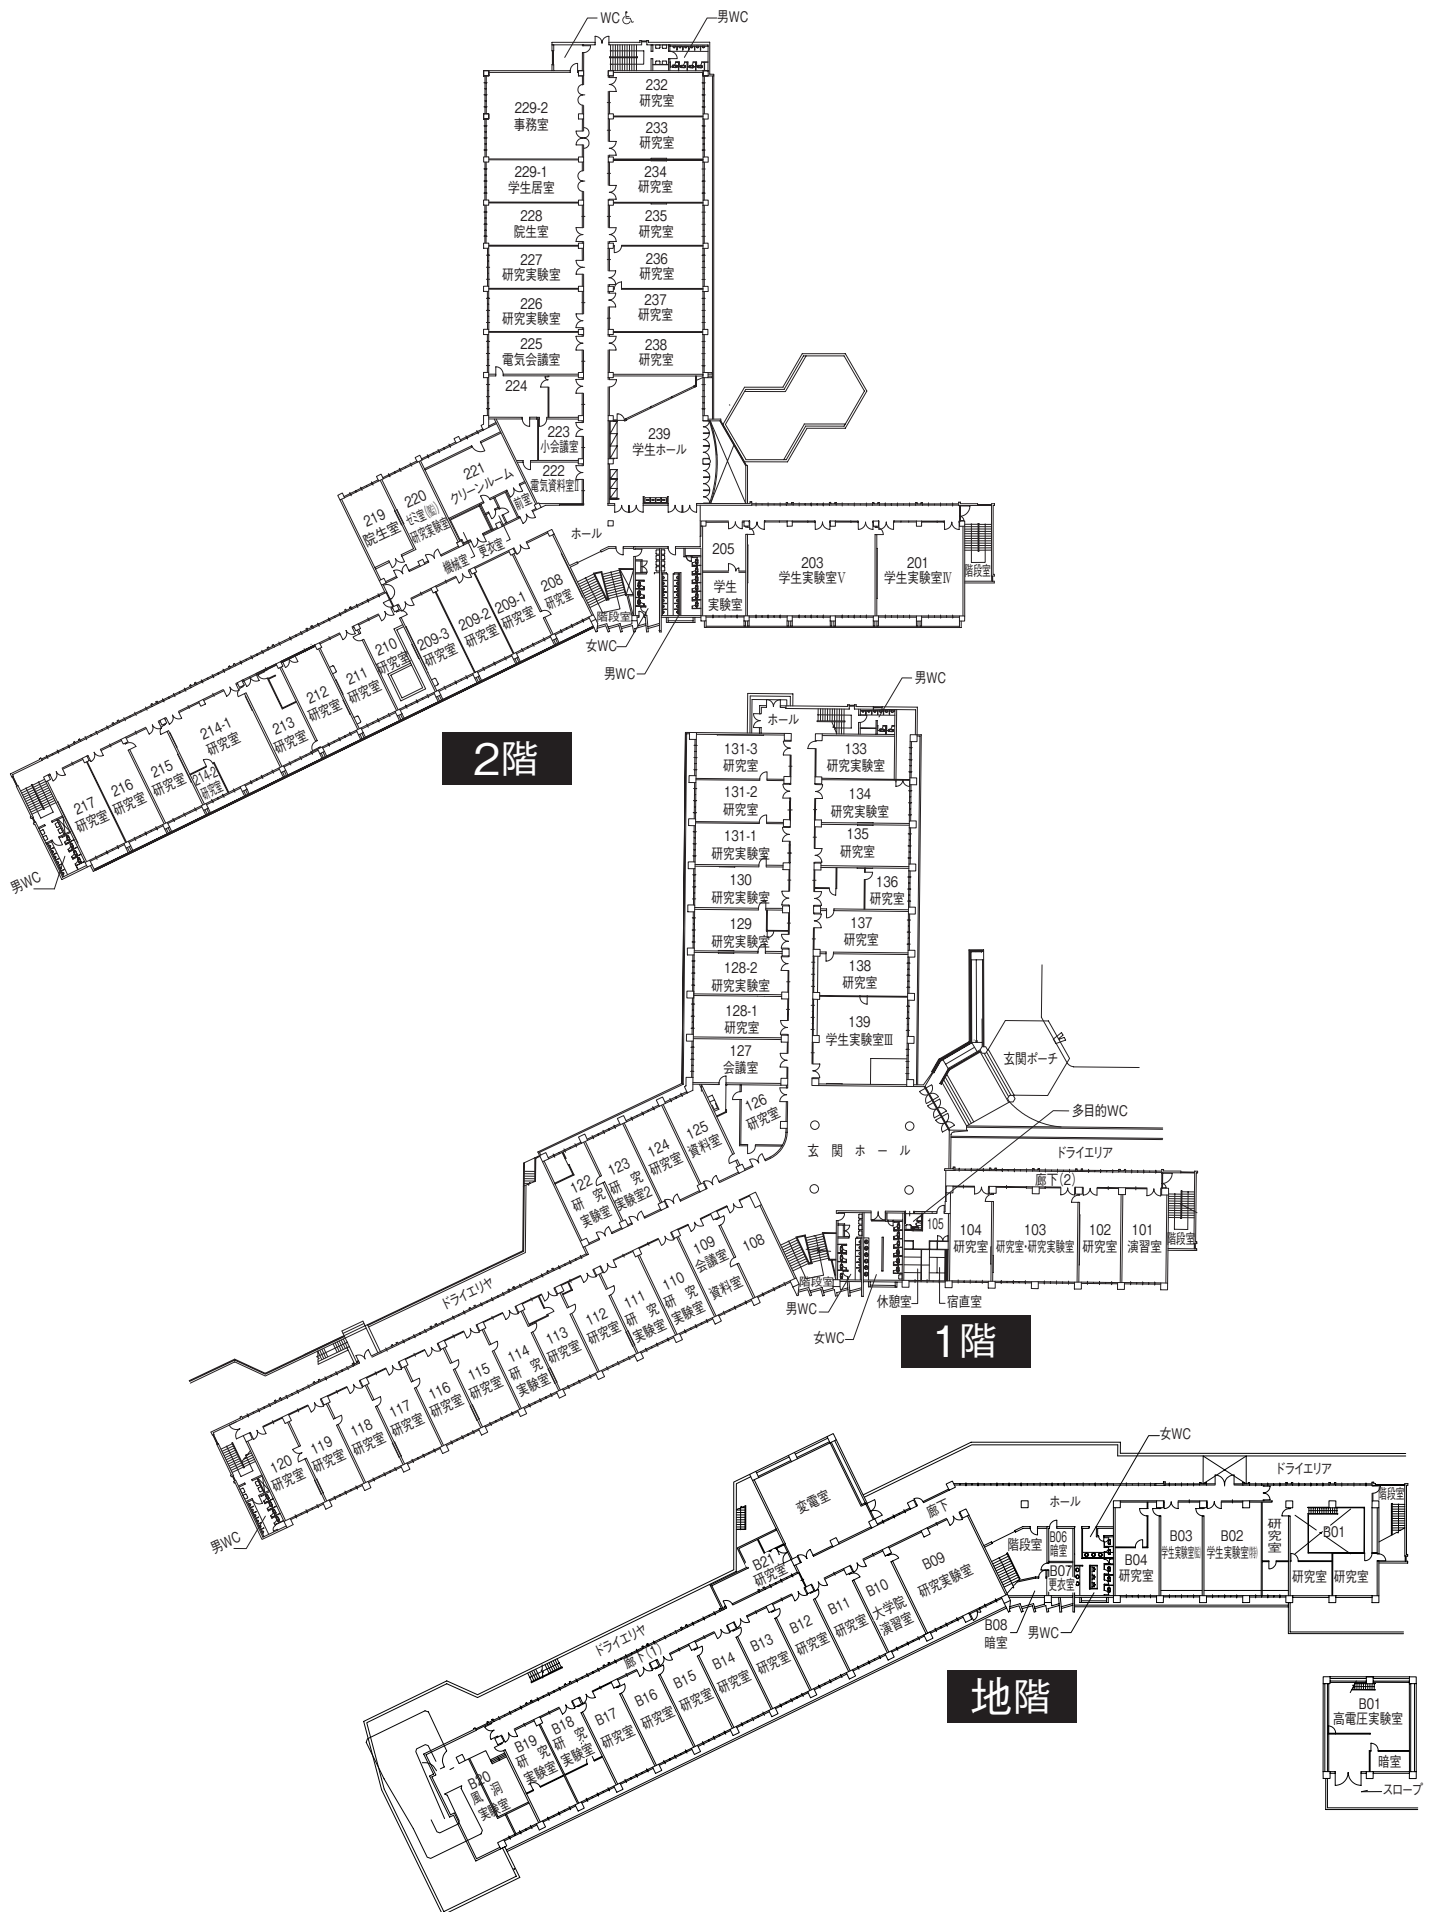 WC
男WC
229-2
事務室
232
研究室
233
研究室
229-1
学生居室
234
研究室
228
院生室
235
研究室
227
研究実験室
236
研究室
226
研究実験室
237
研究室
225
電気会議室
238
研究室
224
223
小会議室
239
学生ホール
222
電気資料室Ⅱ
221
クリーンルーム
前室
220
研究実験室
219
院生室
機械室
更衣室
ホール
205
学生
実験室
203
学生実験室Ⅴ
201
学生実験室Ⅳ
階段室
階段室
女WC
男WC
208
研究室
209-1
研究室
209-2
研究室
209-3
研究室
210
研究室
211
研究室
212
研究室
213
研究室
214-1
研究室
214-2
研究室
215
研究室
216
研究室
217
研究室
男WC
2階
男WC
ホール
131-3
研究室
133
研究実験室
131-2
研究室
134
研究実験室
131-1
研究実験室
135
研究室
130
研究実験室
136
研究室
129
研究実験室
137
研究室
128-2
研究実験室
138
研究室
128-1
研究室
139
学生実験室Ⅲ
127
会議室
126
研究室
125
資料室
124
研究室
123
研究
実験室2
122
研究
実験室
玄関ポーチ
多目的WC
玄関ホール
ドライエリア
廊下(2)
105
104
研究室
103
研究室・研究実験室
102
研究室
101
演習室
階段室
階段室
男WC
女WC
休憩室
宿直室
108
資料室
109
会議室
110
研究
実験室
111
研究
実験室
112
研究室
113
研究室
114
研究
実験室
115
研究室
116
研究室
117
研究室
118
研究室
119
研究室
120
研究室
ドライエリヤ
男WC
1階
女WC
ドライエリア
ホール
階段室
変電室
廊下
階段室
B06
暗室
B07
更衣室
B08
暗室
男WC
B04
研究室
B03
B02
研究室
B01
研究室
研究室
B21
研究室
B09
研究実験室
B10
大学院
演習室
B11
研究室
B12
研究室
B13
研究室
B14
研究室
B15
研究室
B16
研究室
B17
研究室
B18
研究
実験室
B19
研究
実験室
B20
風洞
実験室
ドライエリヤ
廊下(1)
地階
B01
高電圧実験室
暗室
スロープ